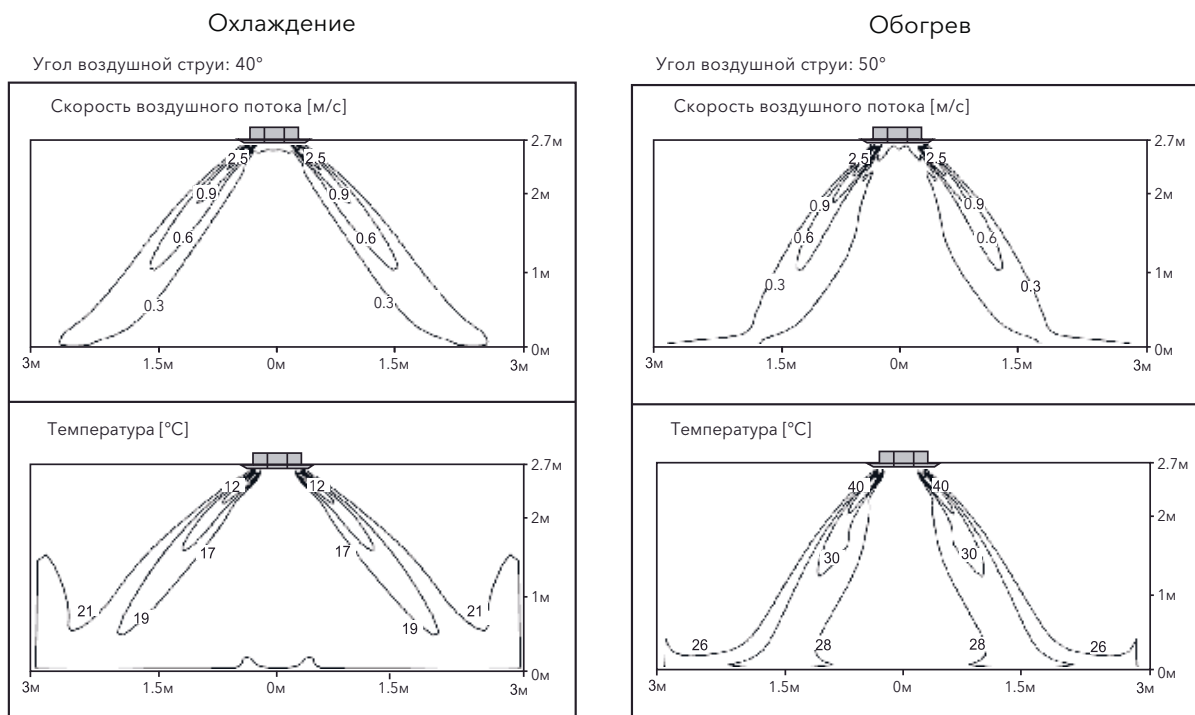 Охлаждение
Угол воздушной струи: 40°
Скорость воздушного потока [м/с]
2.7м
2.5 2.5
2м
0.9 0.9
0.6 0.6
1м
0.3 0.3
0м
3м 1.5м 0м 1.5м 3м
Температура [°C]
2.7м
12 12
2м
17 17
1м
21 21
19 19
0м
3м 1.5м 0м 1.5м 3м
Обогрев
Угол воздушной струи: 50°
Скорость воздушного потока [м/с]
2.7м
2.5 2.5
2м
0.9 0.9
0.6 0.6
1м
0.3 0.3
0м
3м 1.5м 0м 1.5м 3м
Температура [°C]
2.7м
40 40
2м
30 30
1м
26 28 28 26
0м
3м 1.5м 0м 1.5м 3м